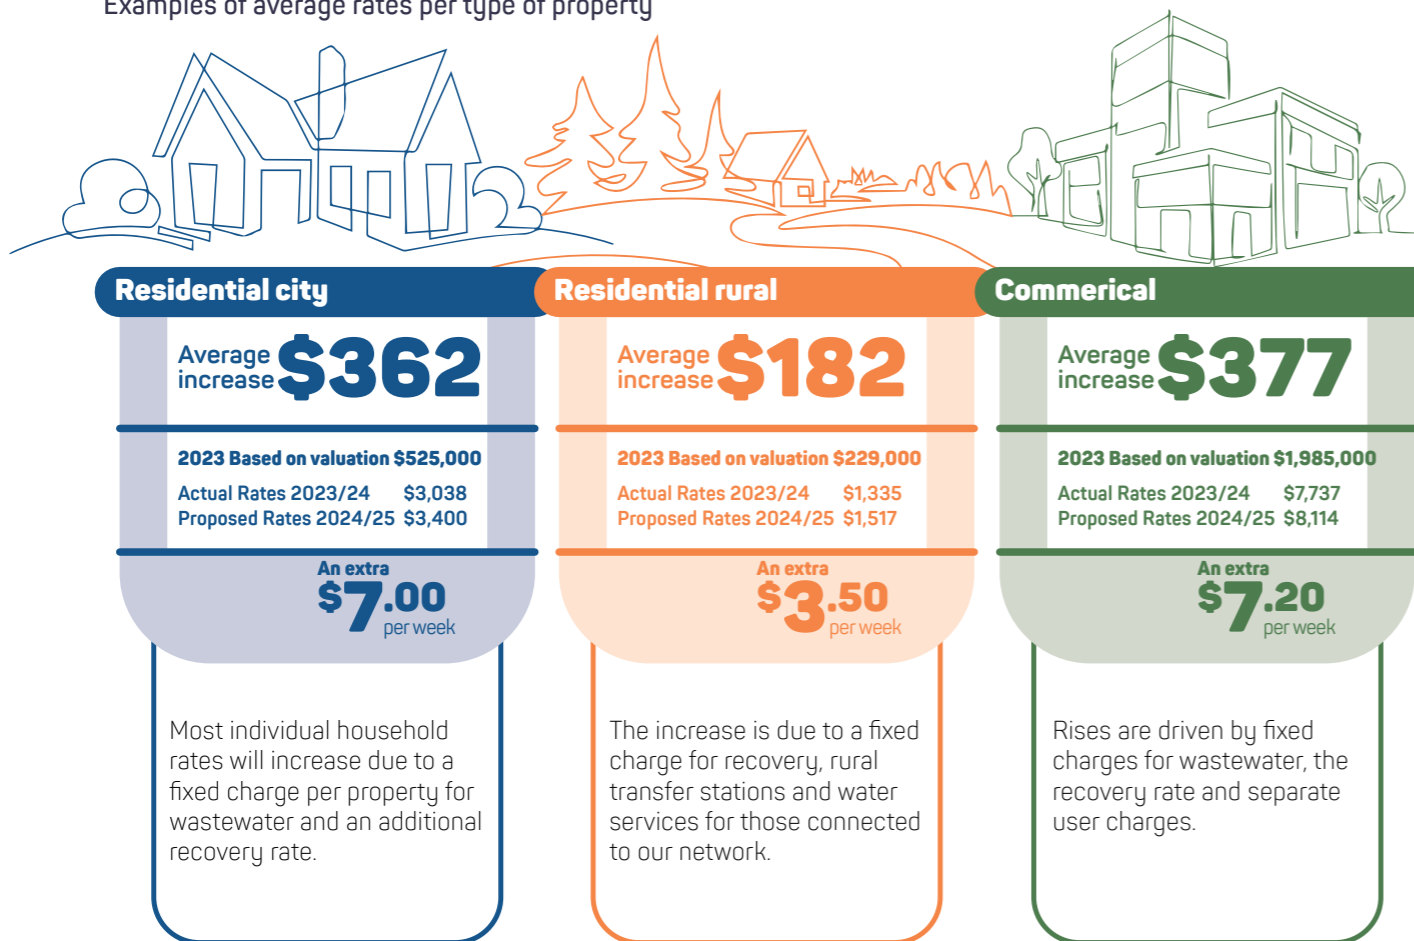 Examples of average rates per type of property
Residential city
Average
increase $362
2023 Based on valuation $525,000
Actual Rates 2023/24 $3,038
Proposed Rates 2024/25 $3,400
An extra
$7.00
per week
Most individual household
rates will increase due to a
fixed charge per property for
wastewater and an additional
recovery rate.
Residential rural
Average
increase $182
2023 Based on valuation $229,000
Actual Rates 2023/24 $1,335
Proposed Rates 2024/25 $1,517
An extra
$3.50
per week
The increase is due to a fixed
charge for recovery, rural
transfer stations and water
services for those connected
to our network.
Commerical
Average
increase $377
2023 Based on valuation $1,985,000
Actual Rates 2023/24 $7,737
Proposed Rates 2024/25 $8,114
An extra
$7.20
per week
Rises are driven by fixed
charges for wastewater, the
recovery rate and separate
user charges.